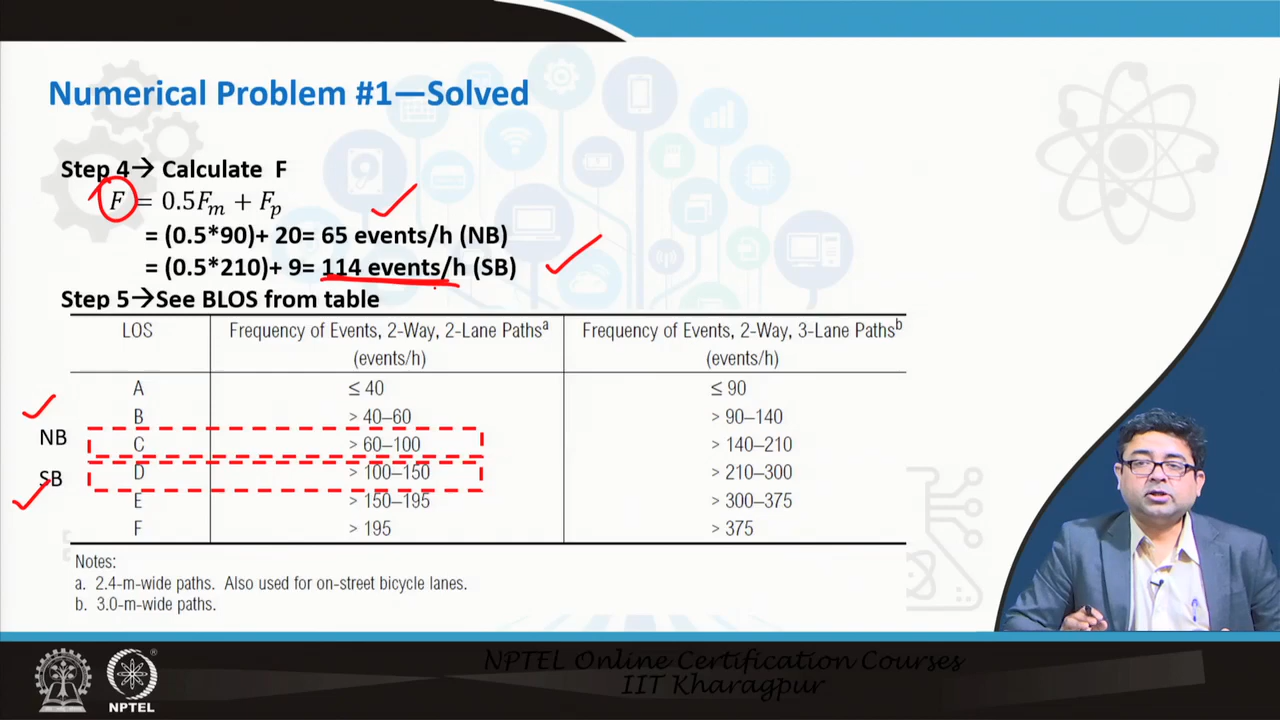 Numerical Problem #1—Solved
Step 4→ Calculate F
F = 0.5Fm + Fp
= (0.5*90)+ 20= 65 events/h (NB)
= (0.5*210)+ 9= 114 events/h (SB)
Step 5→See BLOS from table
LOS Frequency of Events, 2-Way, 2-Lane Pathsᵃ Frequency of Events, 2-Way, 3-Lane Pathsᵇ
(events/h) (events/h)
A ≤ 40 ≤ 90
B > 40–60 > 90–140
NB C > 60–100 > 140–210
SB D > 100–150 > 210–300
E > 150–195 > 300–375
F > 195 > 375
Notes:
a. 2.4-m-wide paths. Also used for on-street bicycle lanes.
b. 3.0-m-wide paths.
NPTEL Online Certification Courses
IIT Kharagpur
NPTEL